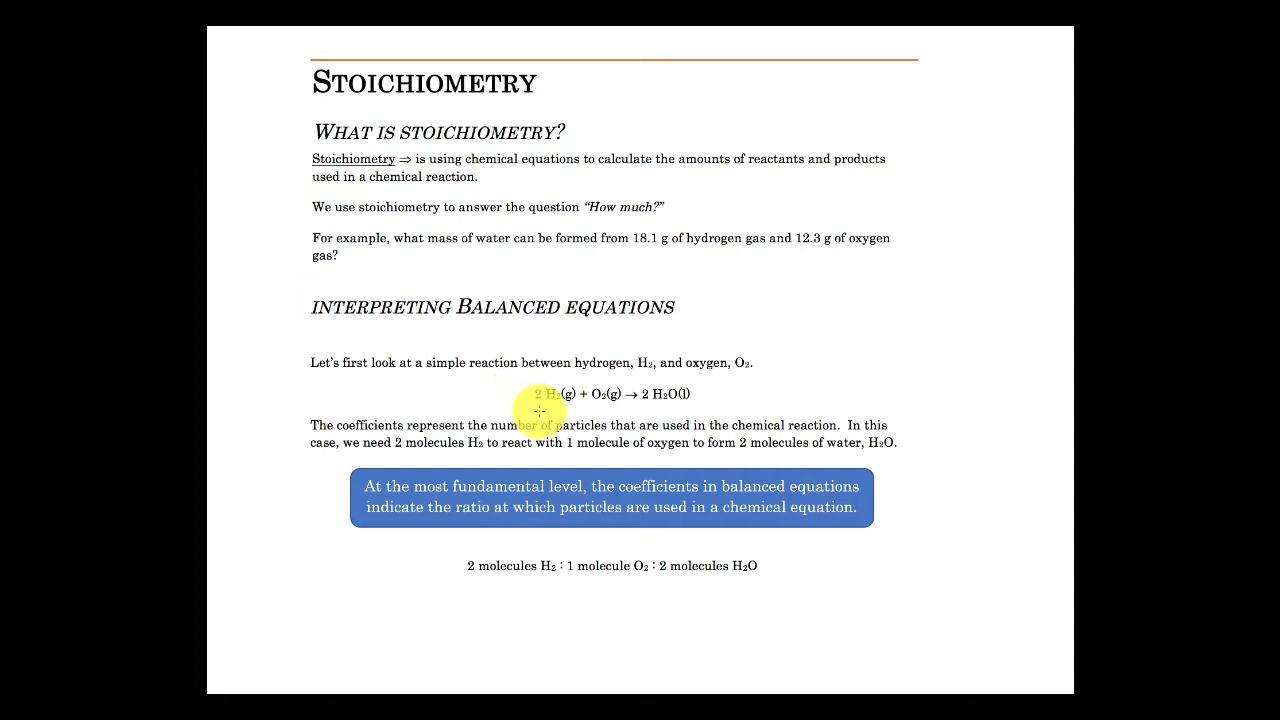 STOICHIOMETRY
WHAT IS STOICHIOMETRY?
Stoichiometry ⇒ is using chemical equations to calculate the amounts of reactants and products
used in a chemical reaction.
We use stoichiometry to answer the question “How much?”
For example, what mass of water can be formed from 18.1 g of hydrogen gas and 12.3 g of oxygen
gas?
INTERPRETING BALANCED EQUATIONS
Let’s first look at a simple reaction between hydrogen, H₂, and oxygen, O₂.
2 H₂(g) + O₂(g) → 2 H₂O(l)
The coefficients represent the number of particles that are used in the chemical reaction. In this
case, we need 2 molecules H₂ to react with 1 molecule of oxygen to form 2 molecules of water, H₂O.
At the most fundamental level, the coefficients in balanced equations
indicate the ratio at which particles are used in a chemical equation.
2 molecules H₂ : 1 molecule O₂ : 2 molecules H₂O